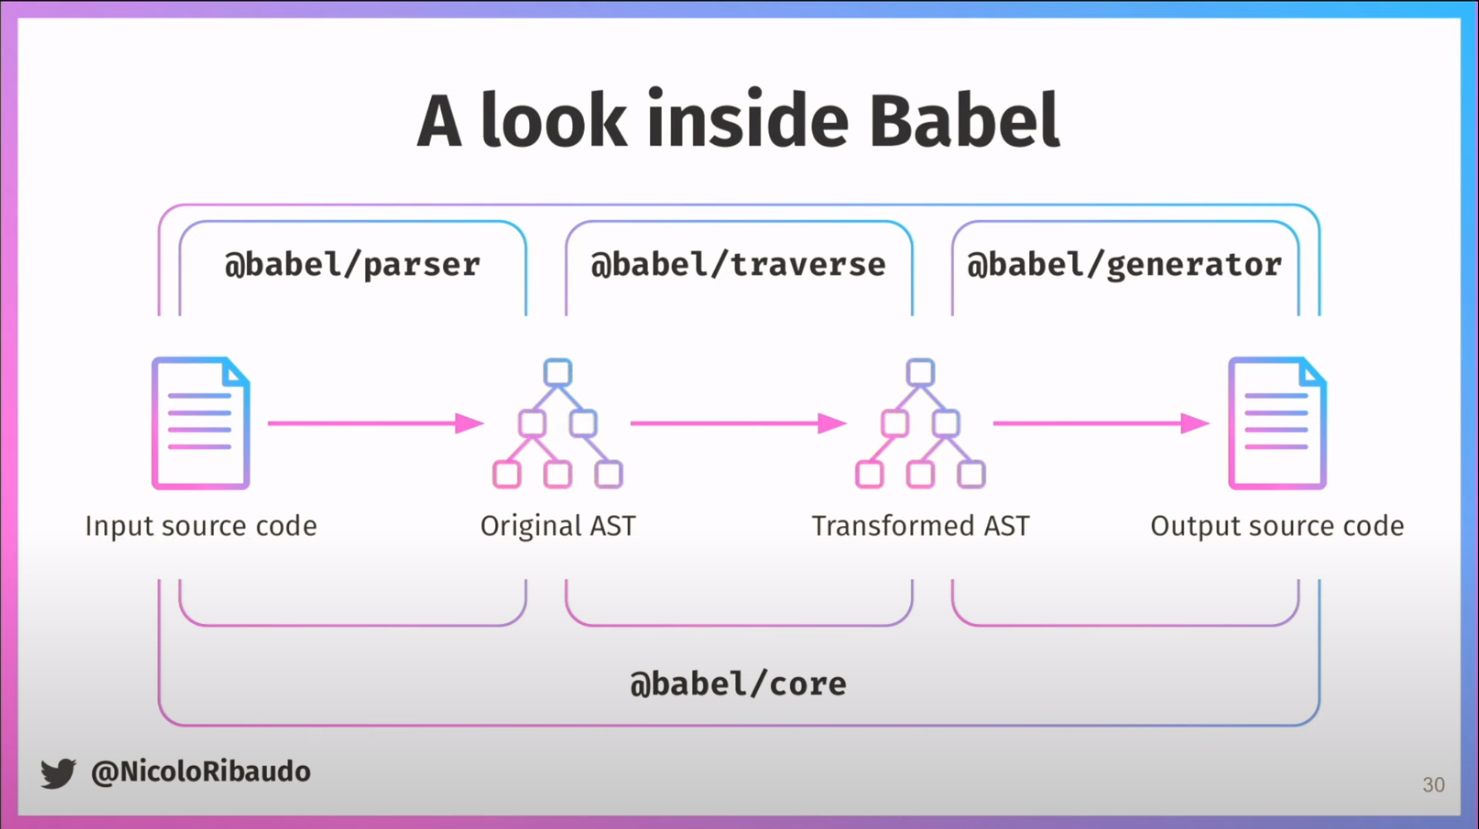 A look inside Babel
@babel/parser
@babel/traverse
@babel/generator
Input source code
Original AST
Transformed AST
Output source code
@babel/core
@NicoloRibaudo
30